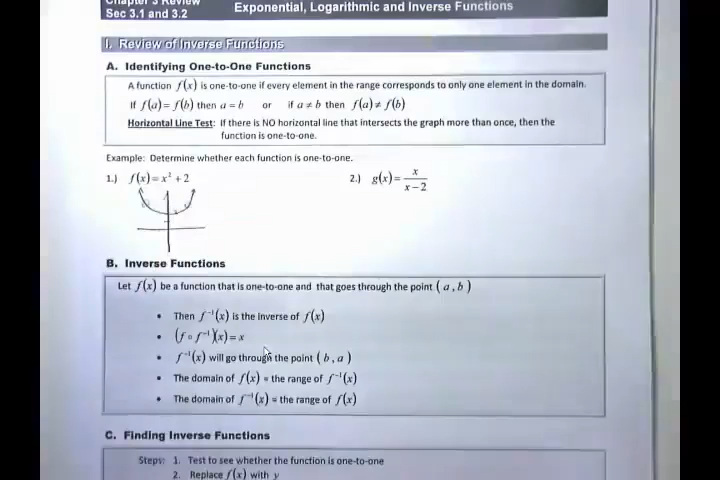 Chapter 3 Review
Sec 3.1 and 3.2
Exponential, Logarithmic and Inverse Functions
I. Review of Inverse Functions
A. Identifying One-to-One Functions
A function f(x) is one-to-one if every element in the range corresponds to only one element in the domain.
If f(a) = f(b) then a = b or if a ≠ b then f(a) ≠ f(b)
Horizontal Line Test: If there is NO horizontal line that intersects the graph more than once, then the
function is one-to-one.
Example: Determine whether each function is one-to-one.
1.) f(x) = x² + 2
2.) g(x) = x/(x − 2)
B. Inverse Functions
Let f(x) be a function that is one-to-one and that goes through the point (a, b)
• Then f⁻¹(x) is the inverse of f(x)
• (f ∘ f⁻¹)(x) = x
• f⁻¹(x) will go through the point (b, a)
• The domain of f(x) = the range of f⁻¹(x)
• The domain of f⁻¹(x) = the range of f(x)
C. Finding Inverse Functions
Steps: 1. Test to see whether the function is one-to-one
2. Replace f(x) with y